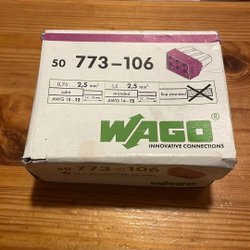 50 773-106
0,75 2,5 mm² 1,5 2,5 mm²
solid stranded fine stranded
AWG 18-12 AWG 14-12
WAGO®
INNOVATIVE CONNECTIONS
50 773-106